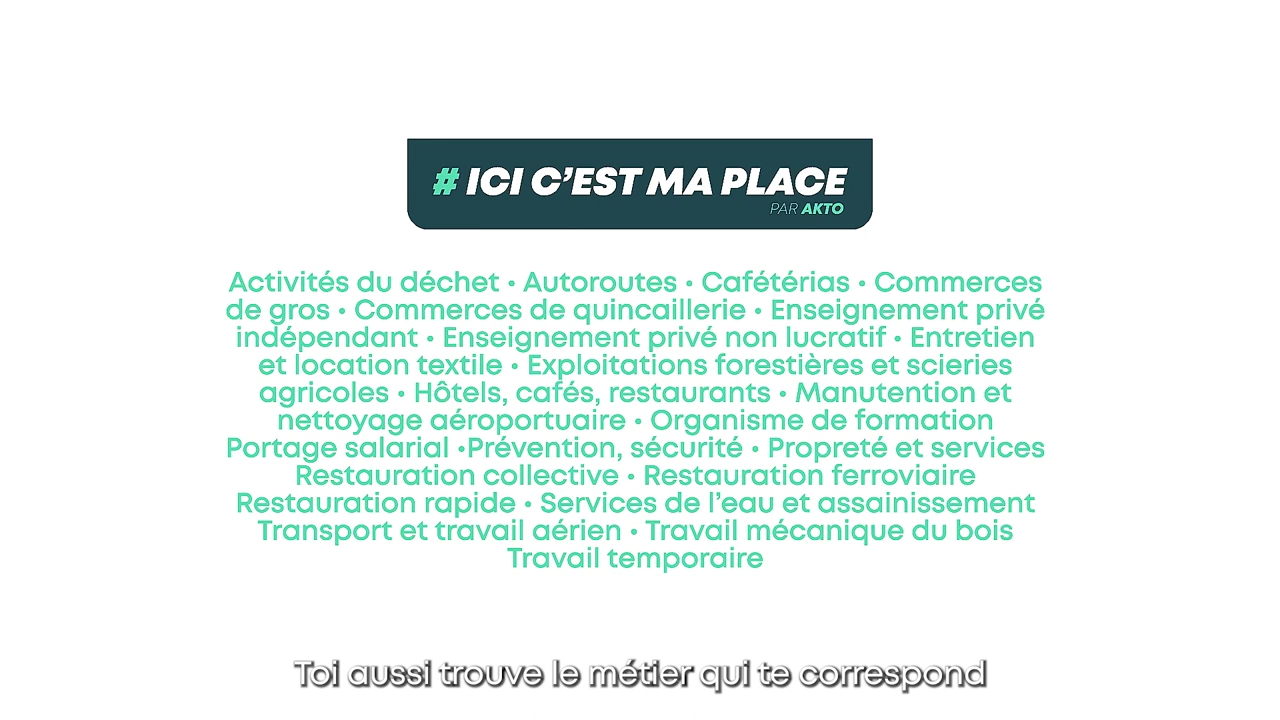 # ICI C'EST MA PLACE
PAR AKTO
Activités du déchet • Autoroutes • Cafétérias • Commerces
de gros • Commerces de quincaillerie • Enseignement privé
indépendant • Enseignement privé non lucratif • Entretien
et location textile • Exploitations forestières et scieries
agricoles • Hôtels, cafés, restaurants • Manutention et
nettoyage aéroportuaire • Organisme de formation
Portage salarial •Prévention, sécurité • Propreté et services
Restauration collective • Restauration ferroviaire
Restauration rapide • Services de l'eau et assainissement
Transport et travail aérien • Travail mécanique du bois
Travail temporaire
Toi aussi trouve le métier qui te correspond